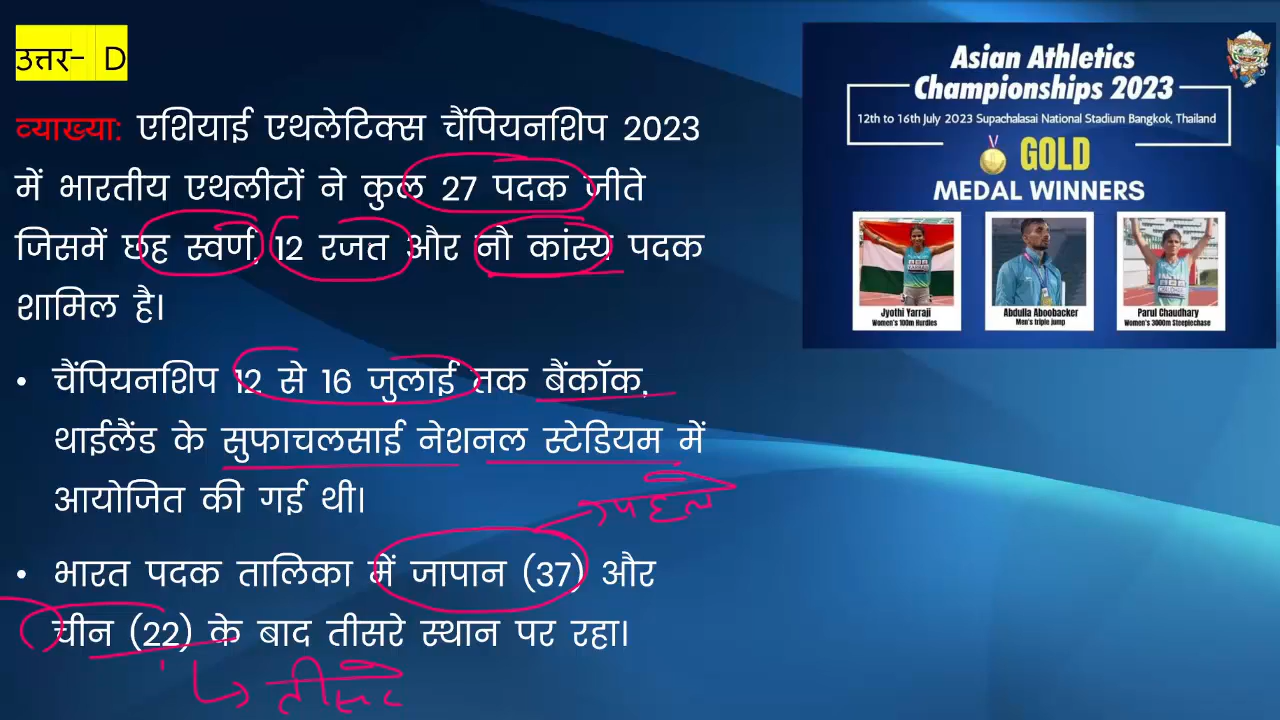 उत्तर- D
व्याख्या: एशियाई एथलेटिक्स चैंपियनशिप 2023
में भारतीय एथलीटों ने कुल 27 पदक जीते
जिसमें छह स्वर्ण, 12 रजत और नौ कांस्य पदक
शामिल है।
• चैंपियनशिप 12 से 16 जुलाई तक बैंकॉक,
थाईलैंड के सुफाचलसाई नेशनल स्टेडियम में
आयोजित की गई थी।
पहले
• भारत पदक तालिका में जापान (37) और
चीन (22) के बाद तीसरे स्थान पर रहा।
Asian Athletics
Championships 2023
12th to 16th July 2023 Supachalasai National Stadium Bangkok, Thailand
GOLD
MEDAL WINNERS
Jyothi Yarraji
Women's 100m Hurdles
Abdulla Aboobacker
Men's triple jump
Parul Chaudhary
Women's 3000m Steeplechase